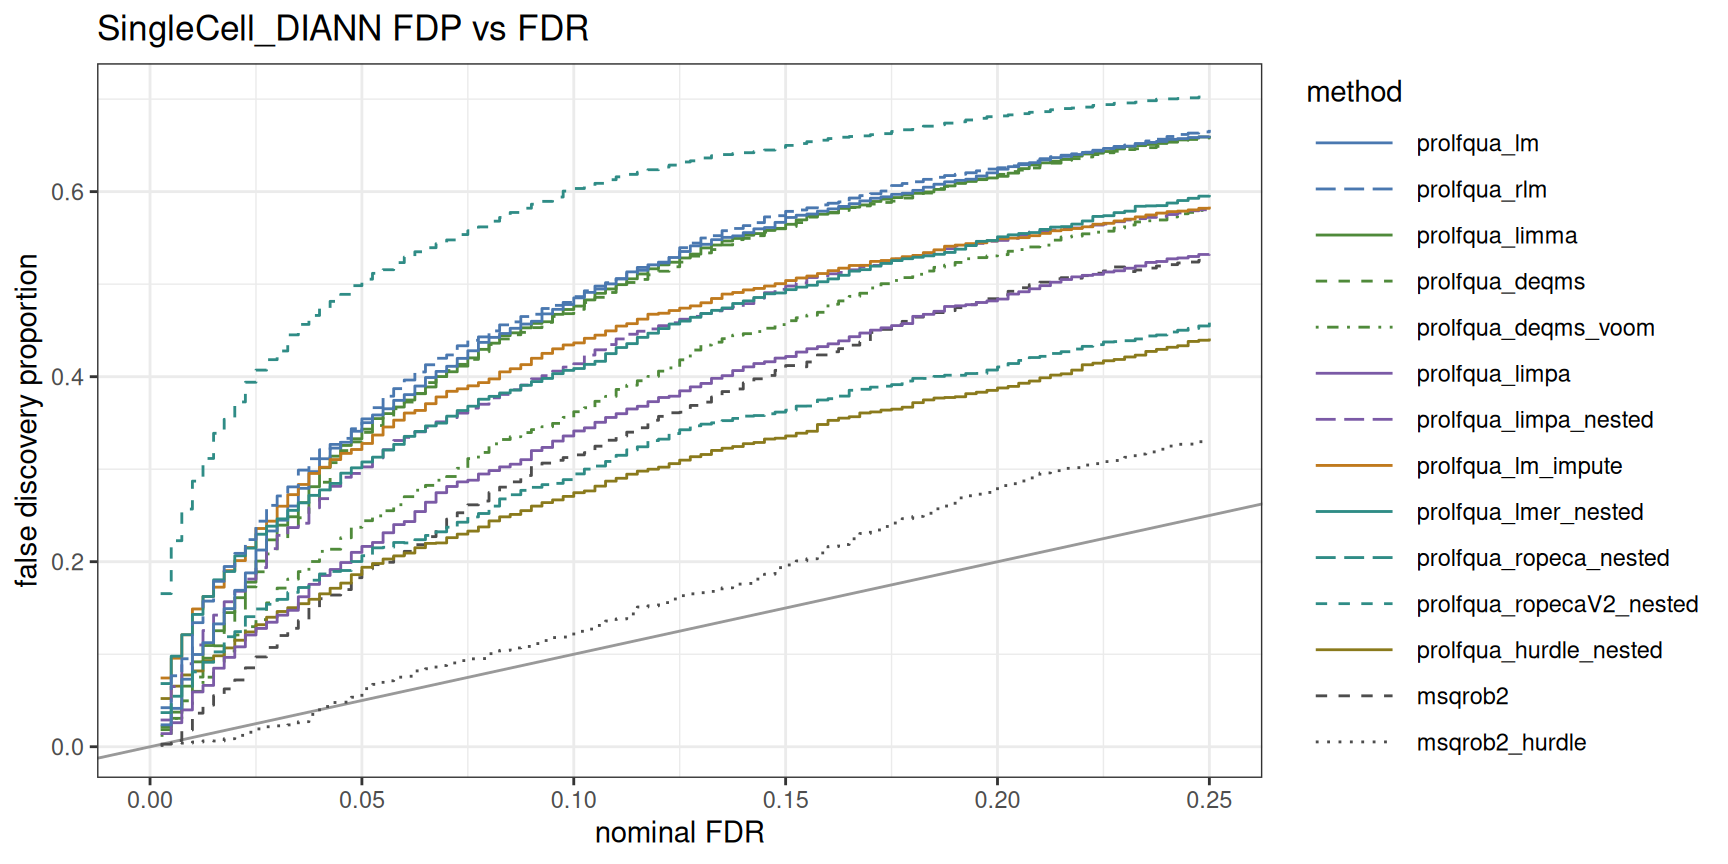 SingleCell_DIANN FDP vs FDR
false discovery proportion
0.6
0.4
0.2
0.0
0.00 0.05 0.10 0.15 0.20 0.25
nominal FDR
method
prolfqua_lm
prolfqua_rlm
prolfqua_limma
prolfqua_deqms
prolfqua_deqms_voom
prolfqua_limpa
prolfqua_limpa_nested
prolfqua_lm_impute
prolfqua_lmer_nested
prolfqua_ropeca_nested
prolfqua_ropecaV2_nested
prolfqua_hurdle_nested
msqrob2
msqrob2_hurdle